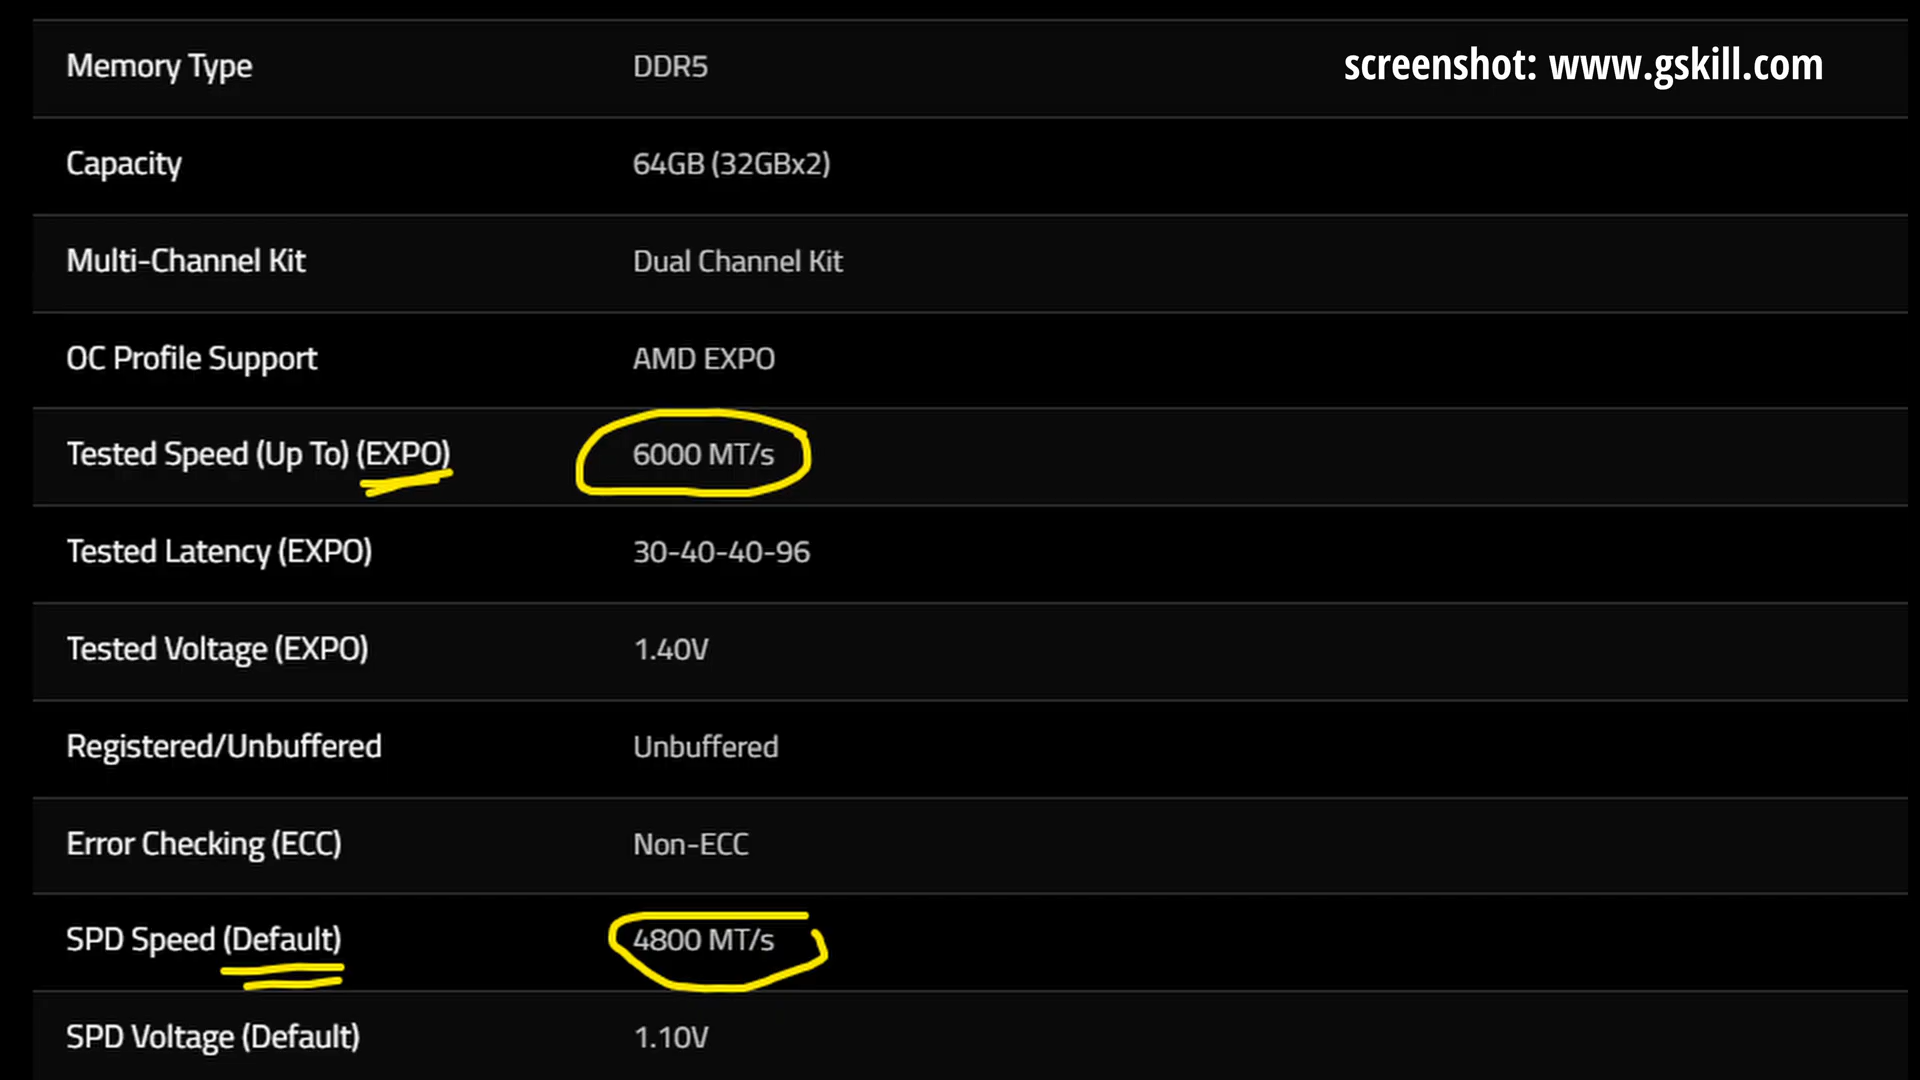 screenshot: www.gskill.com
Memory Type DDR5
Capacity 64GB (32GBx2)
Multi-Channel Kit Dual Channel Kit
OC Profile Support AMD EXPO
Tested Speed (Up To) (EXPO) 6000 MT/s
Tested Latency (EXPO) 30-40-40-96
Tested Voltage (EXPO) 1.40V
Registered/Unbuffered Unbuffered
Error Checking (ECC) Non-ECC
SPD Speed (Default) 4800 MT/s
SPD Voltage (Default) 1.10V